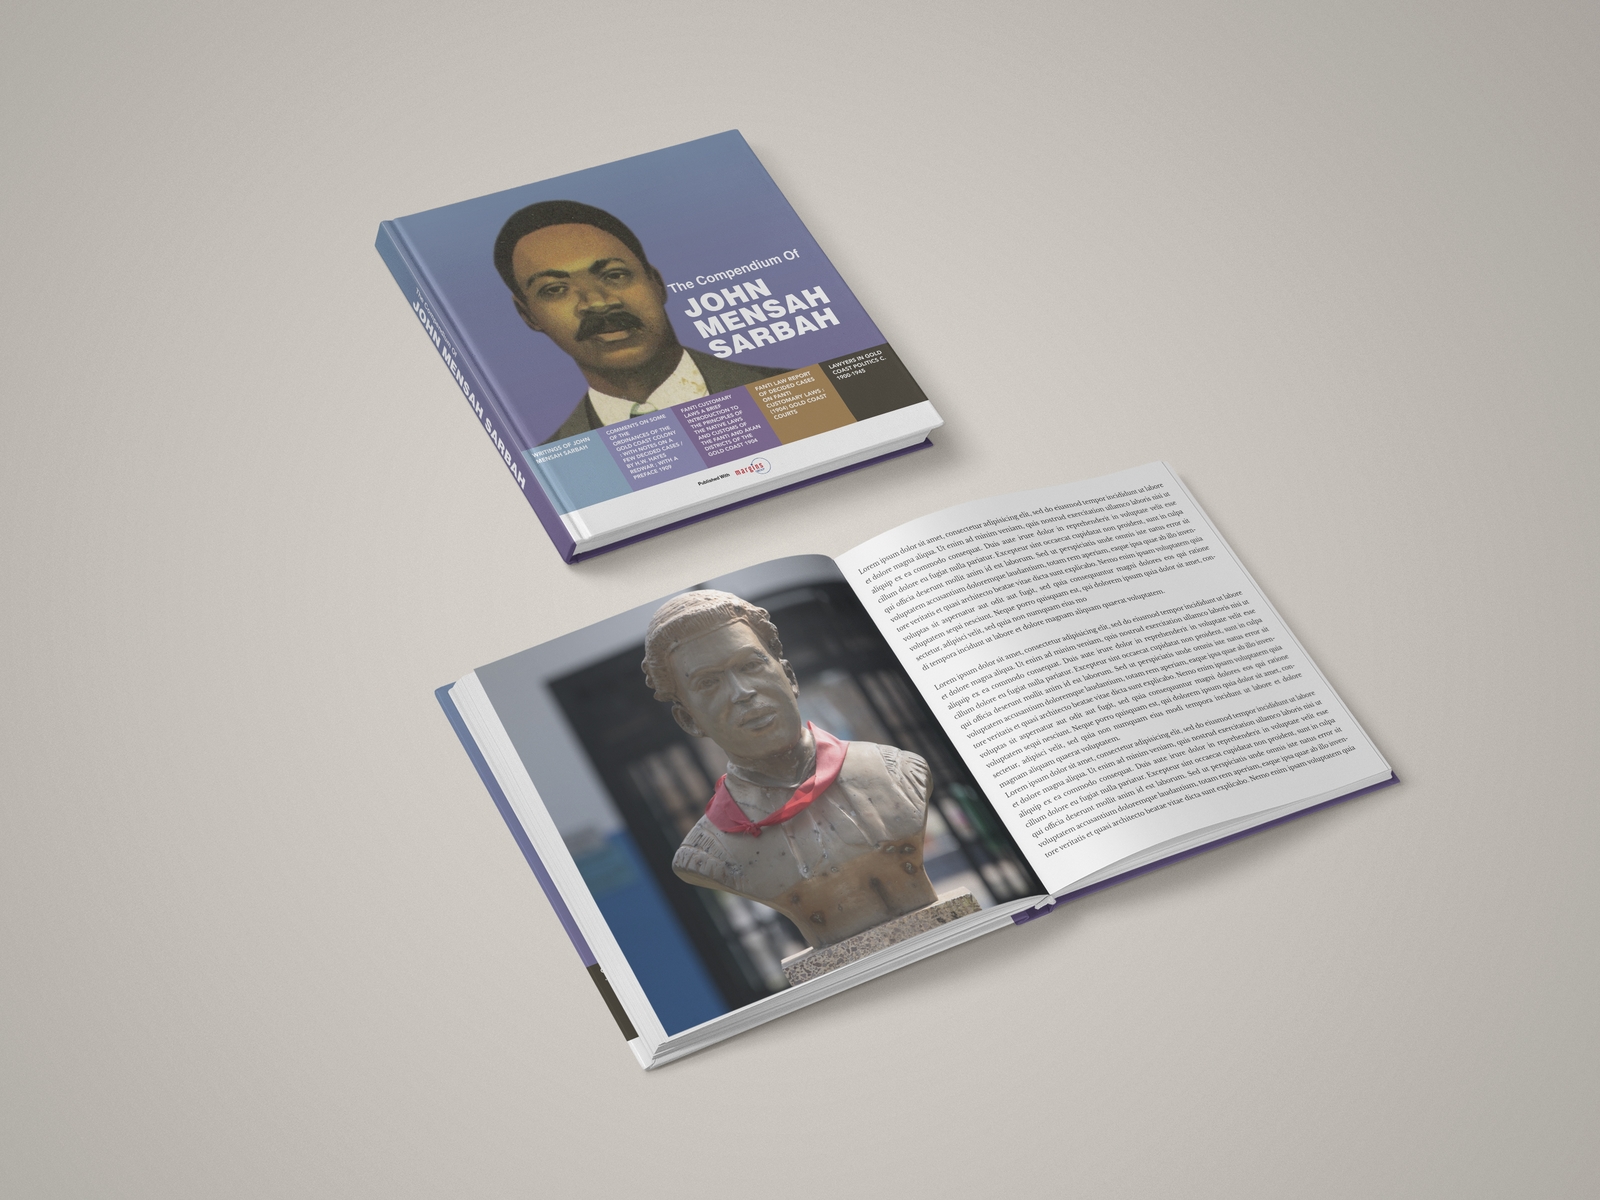 The Compendium Of
JOHN
MENSAH
SARBAH
WRITINGS OF JOHN
MENSAH SARBAH
COMMENTS ON SOME
OF THE
ORDINANCES OF THE
GOLD COAST COLONY
: WITH NOTES ON A
FEW DECIDED CASES /
BY H.W. HAYES
REDWAR ; WITH A
PREFACE 1909
FANTI CUSTOMARY
LAWS A BRIEF
INTRODUCTION TO
THE PRINCIPLES OF
THE NATIVE LAWS
AND CUSTOMS OF
THE FANTI AND AKAN
DISTRICTS OF THE
GOLD COAST 1904
FANTI LAW REPORT
OF DECIDED CASES
ON FANTI
CUSTOMARY LAWS :
(1904) GOLD COAST
COURTS
LAWYERS IN GOLD
COAST POLITICS C.
1900-1945
Published With
margins
The Compendium Of
JOHN MENSAH SARBAH
Lorem ipsum dolor sit amet, consectetur adipisicing elit, sed do eiusmod tempor incididunt ut labore
et dolore magna aliqua. Ut enim ad minim veniam, quis nostrud exercitation ullamco laboris nisi ut
aliquip ex ea commodo consequat. Duis aute irure dolor in reprehenderit in voluptate velit esse
cillum dolore eu fugiat nulla pariatur. Excepteur sint occaecat cupidatat non proident, sunt in culpa
qui officia deserunt mollit anim id est laborum. Sed ut perspiciatis unde omnis iste natus error sit
voluptatem accusantium doloremque laudantium, totam rem aperiam, eaque ipsa quae ab illo inven-
tore veritatis et quasi architecto beatae vitae dicta sunt explicabo. Nemo enim ipsam voluptatem quia
voluptas sit aspernatur aut odit aut fugit, sed quia consequuntur magni dolores eos qui ratione
voluptatem sequi nesciunt. Neque porro quisquam est, qui dolorem ipsum quia dolor sit amet, con-
sectetur, adipisci velit, sed quia non numquam eius mo
di tempora incidunt ut labore et dolore magnam aliquam quaerat voluptatem.
Lorem ipsum dolor sit amet, consectetur adipisicing elit, sed do eiusmod tempor incididunt ut labore
et dolore magna aliqua. Ut enim ad minim veniam, quis nostrud exercitation ullamco laboris nisi ut
aliquip ex ea commodo consequat. Duis aute irure dolor in reprehenderit in voluptate velit esse
cillum dolore eu fugiat nulla pariatur. Excepteur sint occaecat cupidatat non proident, sunt in culpa
qui officia deserunt mollit anim id est laborum. Sed ut perspiciatis unde omnis iste natus error sit
voluptatem accusantium doloremque laudantium, totam rem aperiam, eaque ipsa quae ab illo inven-
tore veritatis et quasi architecto beatae vitae dicta sunt explicabo. Nemo enim ipsam voluptatem quia
voluptas sit aspernatur aut odit aut fugit, sed quia consequuntur magni dolores eos qui ratione
voluptatem sequi nesciunt. Neque porro quisquam est, qui dolorem ipsum quia dolor sit amet, con-
sectetur, adipisci velit, sed quia non numquam eius modi tempora incidunt ut labore et dolore
magnam aliquam quaerat voluptatem.
Lorem ipsum dolor sit amet, consectetur adipisicing elit, sed do eiusmod tempor incididunt ut labore
et dolore magna aliqua. Ut enim ad minim veniam, quis nostrud exercitation ullamco laboris nisi ut
aliquip ex ea commodo consequat. Duis aute irure dolor in reprehenderit in voluptate velit esse
cillum dolore eu fugiat nulla pariatur. Excepteur sint occaecat cupidatat non proident, sunt in culpa
qui officia deserunt mollit anim id est laborum. Sed ut perspiciatis unde omnis iste natus error sit
voluptatem accusantium doloremque laudantium, totam rem aperiam, eaque ipsa quae ab illo inven-
tore veritatis et quasi architecto beatae vitae dicta sunt explicabo. Nemo enim ipsam voluptatem quia